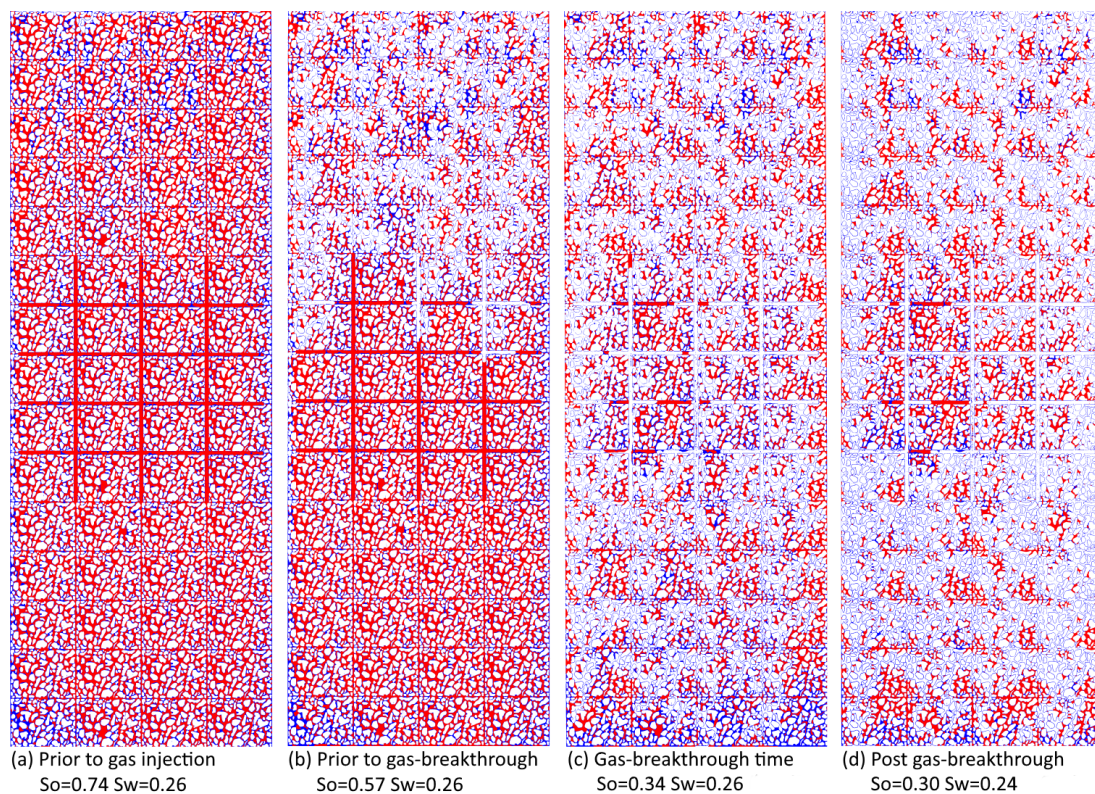 (a) Prior to gas injection
So=0.74 Sw=0.26
(b) Prior to gas-breakthrough
So=0.57 Sw=0.26
(c) Gas-breakthrough time
So=0.34 Sw=0.26
(d) Post gas-breakthrough
So=0.30 Sw=0.24